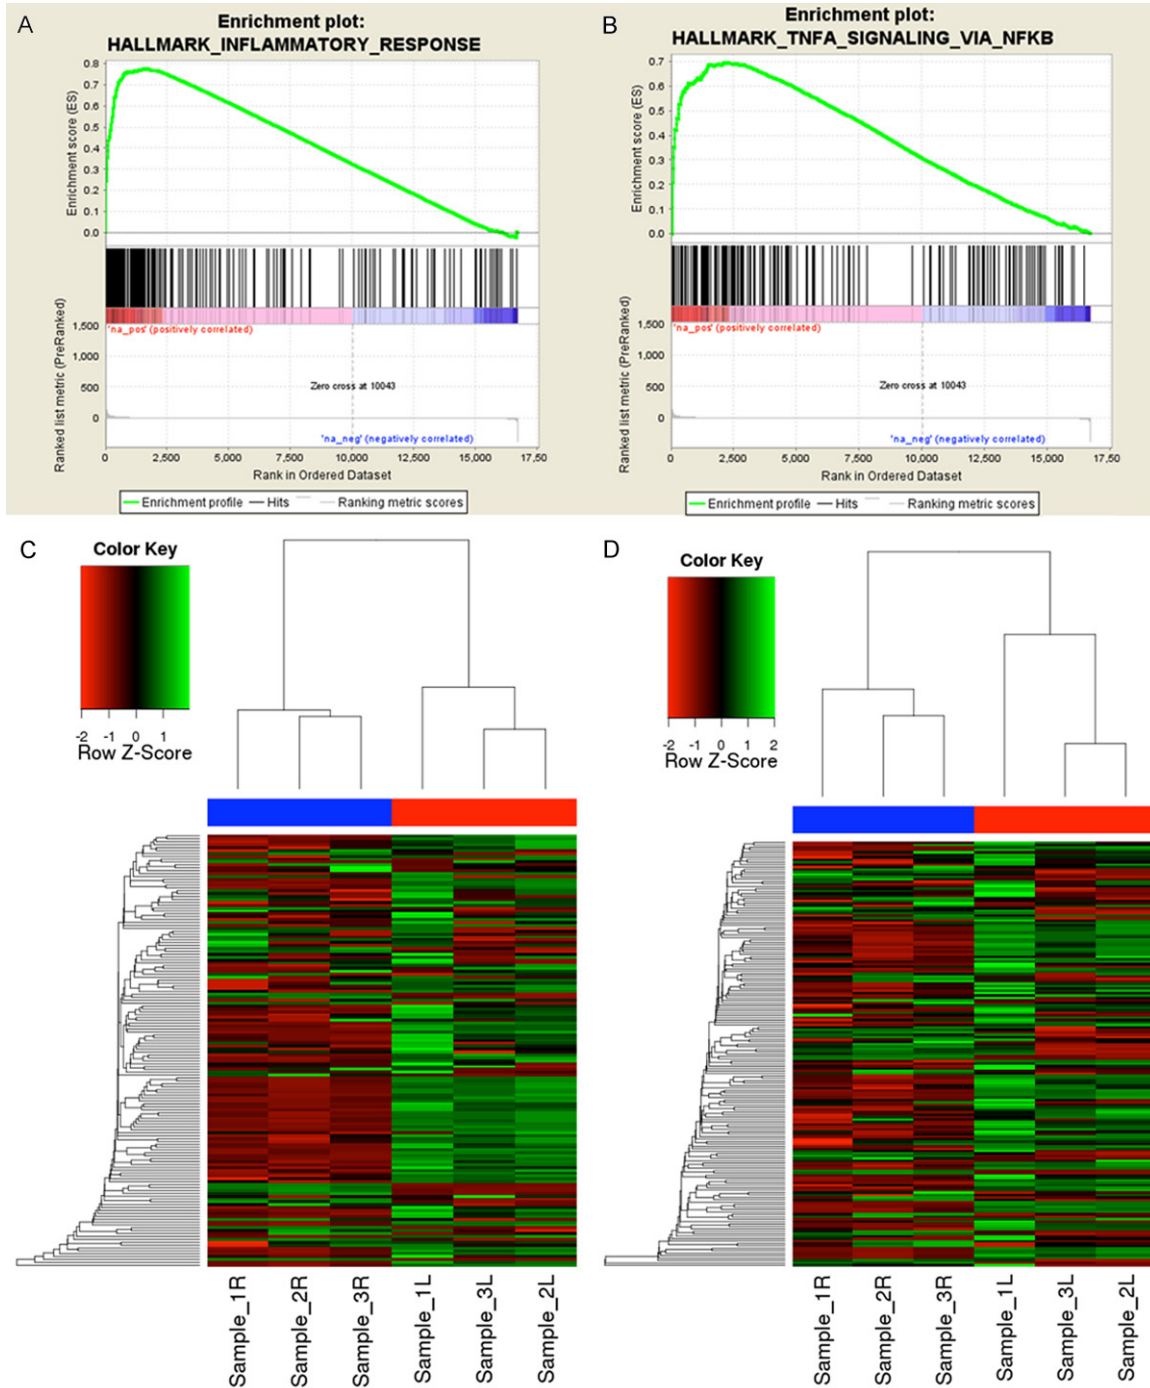 A
Enrichment plot:
HALLMARK_INFLAMMATORY_RESPONSE
Enrichment score (ES)
0.8
0.7
0.6
0.5
0.4
0.3
0.2
0.1
0.0
'na_pos' (positively correlated)
Ranked list metric (PreRanked)
1,500
1,000
500
0
Zero cross at 10043
'na_neg' (negatively correlated)
0 2,500 5,000 7,500 10,000 12,500 15,000 17,50
Rank in Ordered Dataset
Enrichment profile Hits Ranking metric scores
B
Enrichment plot:
HALLMARK_TNFA_SIGNALING_VIA_NFKB
Enrichment score (ES)
0.7
0.6
0.5
0.4
0.3
0.2
0.1
0.0
'na_pos' (positively correlated)
Ranked list metric (PreRanked)
1,500
1,000
500
0
Zero cross at 10043
'na_neg' (negatively correlated)
0 2,500 5,000 7,500 10,000 12,500 15,000 17,50
Rank in Ordered Dataset
Enrichment profile Hits Ranking metric scores
C
Color Key
-2 -1 0 1
Row Z-Score
Sample_1R
Sample_2R
Sample_3R
Sample_1L
Sample_3L
Sample_2L
D
Color Key
-2 -1 0 1 2
Row Z-Score
Sample_1R
Sample_2R
Sample_3R
Sample_1L
Sample_3L
Sample_2L